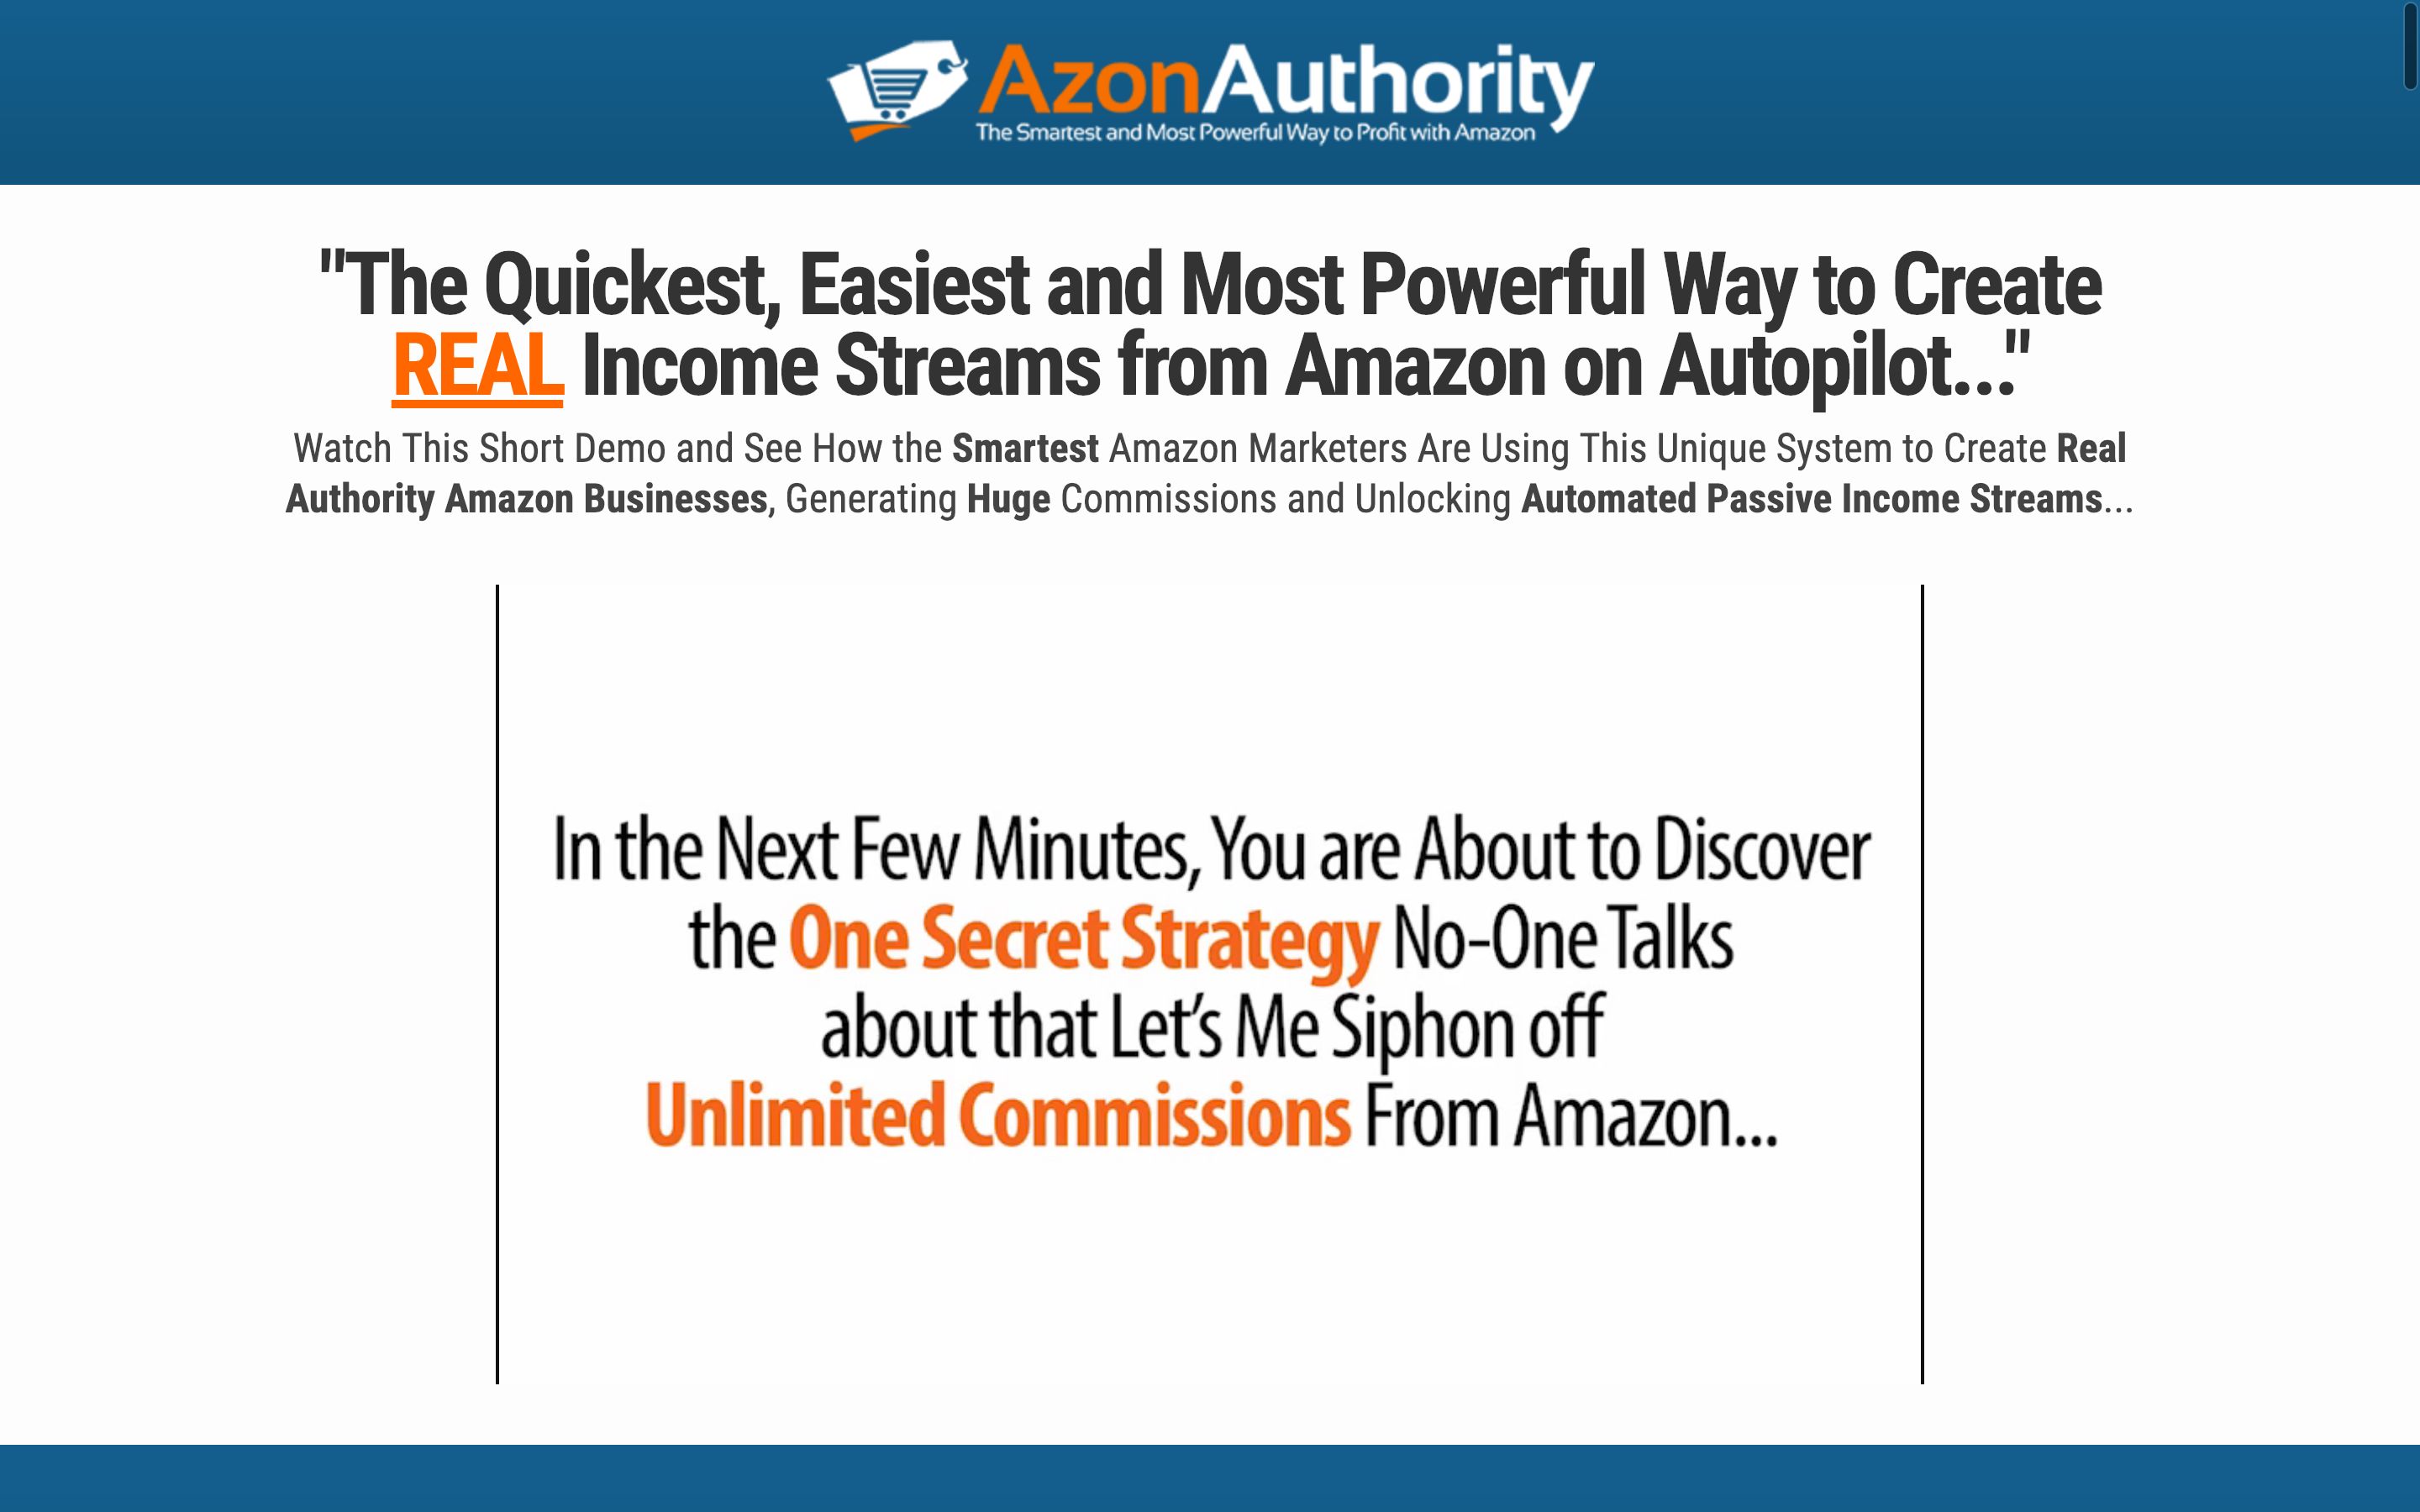 AzonAuthority
The Smartest and Most Powerful Way to Profit with Amazon
"The Quickest, Easiest and Most Powerful Way to Create
REAL Income Streams from Amazon on Autopilot..."
Watch This Short Demo and See How the Smartest Amazon Marketers Are Using This Unique System to Create Real
Authority Amazon Businesses, Generating Huge Commissions and Unlocking Automated Passive Income Streams...
In the Next Few Minutes, You are About to Discover
the One Secret Strategy No-One Talks
about that Let's Me Siphon off
Unlimited Commissions From Amazon...